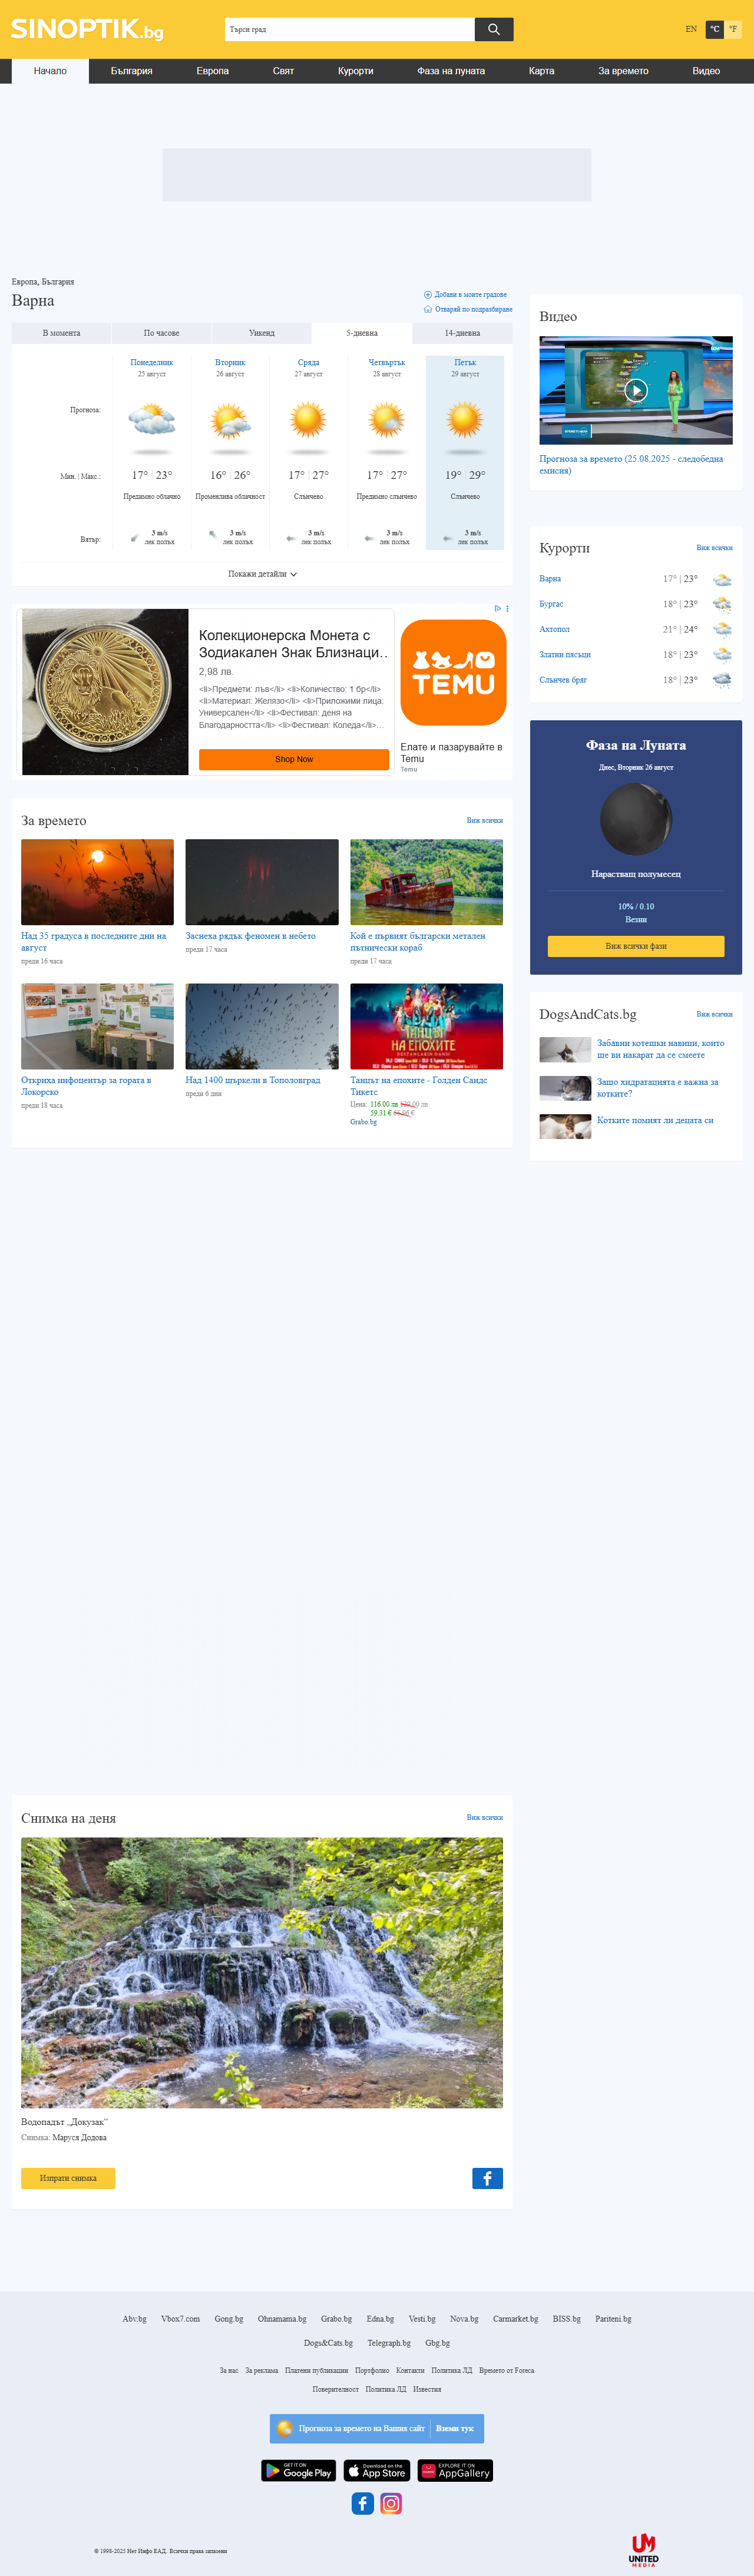 SINOPTIK.bg
Търси град
EN °C °F
Начало България Европа Свят Курорти Фаза на луната Карта За времето Видео
Европа, България
Варна
Добави в моите градове
Отваряй по подразбиране
В момента По часове Уикенд 5-дневна 14-дневна
Понеделник Вторник Сряда Четвъртък Петък
25 август 26 август 27 август 28 август 29 август
Прогноза:
Мин. | Макс.: 17° | 23° 16° | 26° 17° | 27° 17° | 27° 19° | 29°
Предимно облачно Променлива облачност Слънчево Предимно слънчево Слънчево
Вятър: 3 m/s 3 m/s 3 m/s 3 m/s 3 m/s
лек полъх лек полъх лек полъх лек полъх лек полъх
Покажи детайли
Колекционерска Монета с
Зодиакален Знак Близнаци…
2,98 лв.
<li>Предмети: лъв</li> <li>Количество: 1 бр</li>
<li>Материал: Желязо</li> <li>Приложими лица:
Универсален</li> <li>Фестивал: деня на
Благодарността</li> <li>Фестивал: Коледа</li>…
Shop Now
TEMU
Елате и пазарувайте в
Temu
Temu
За времето
Виж всички
Над 35 градуса в последните дни на
август
преди 16 часа
Заснеха рядък феномен в небето
преди 17 часа
Кой е първият български метален
пътнически кораб
преди 17 часа
Откриха инфоцентър за гората в
Локорско
преди 18 часа
Над 1400 щъркели в Тополовград
преди 6 дни
ТАНЦЪТ
НА ЕПОХИТЕ
Танцът на епохите - Голден Сандс
Тикетс
Цена: 116.00 лв 129.00 лв
59.31 € 65.96 €
Grabo.bg
Видео
Прогноза за времето (25.08.2025 - следобедна
емисия)
Курорти
Виж всички
Варна 17° | 23°
Бургас 18° | 23°
Ахтопол 21° | 24°
Златни пясъци 18° | 23°
Слънчев бряг 18° | 23°
Фаза на Луната
Днес, Вторник 26 август
Нарастващ полумесец
10% / 0.10
Везни
Виж всички фази
DogsAndCats.bg
Виж всички
Забавни котешки навици, които
ще ви накарат да се смеете
Защо хидратацията е важна за
котките?
Котките помнят ли децата си
Снимка на деня
Виж всички
Водопадът „Докузак“
Снимка: Маруся Додова
Изпрати снимка
Abv.bg Vbox7.com Gong.bg Ohnamama.bg Grabo.bg Edna.bg Vesti.bg Nova.bg Carmarket.bg BISS.bg Pariteni.bg
Dogs&Cats.bg Telegraph.bg Gbg.bg
За нас За реклама Платени публикации Портфолио Контакти Политика ЛД Времето от Foreca
Поверителност Политика ЛД Известия
Прогноза за времето на Вашия сайт Вземи тук
GET IT ON
Google Play
Download on the
App Store
EXPLORE IT ON
AppGallery
© 1998-2025 Нет Инфо ЕАД. Всички права запазени
UNITED
MEDIA